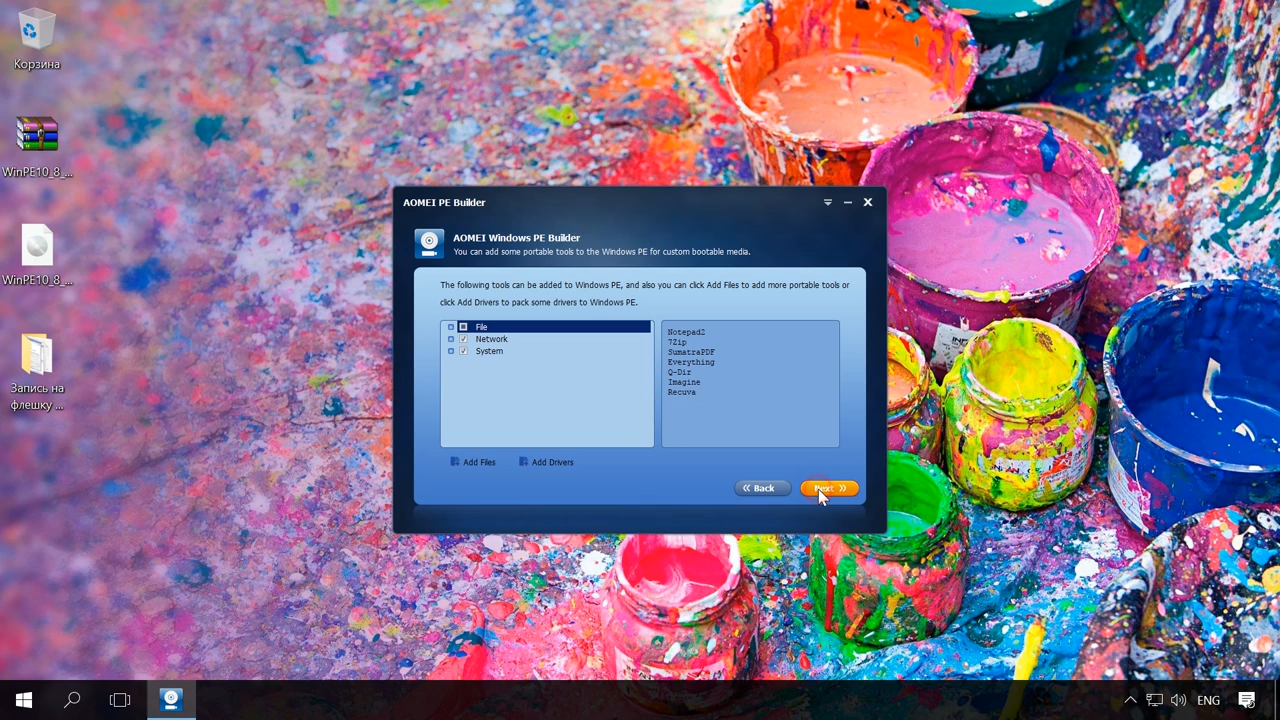 Корзина
WinPE10_8_...
WinPE10_8_...
Запись на
флешку ...
AOMEI PE Builder
AOMEI Windows PE Builder
You can add some portable tools to the Windows PE for custom bootable media.
The following tools can be added to Windows PE, and also you can click Add Files to add more portable tools or
click Add Drivers to pack some drivers to Windows PE.
File
Network
System
Notepad2
7Zip
SumatraPDF
Everything
Q-Dir
Imagine
Recuva
Add Files
Add Drivers
Back
Next
ENG